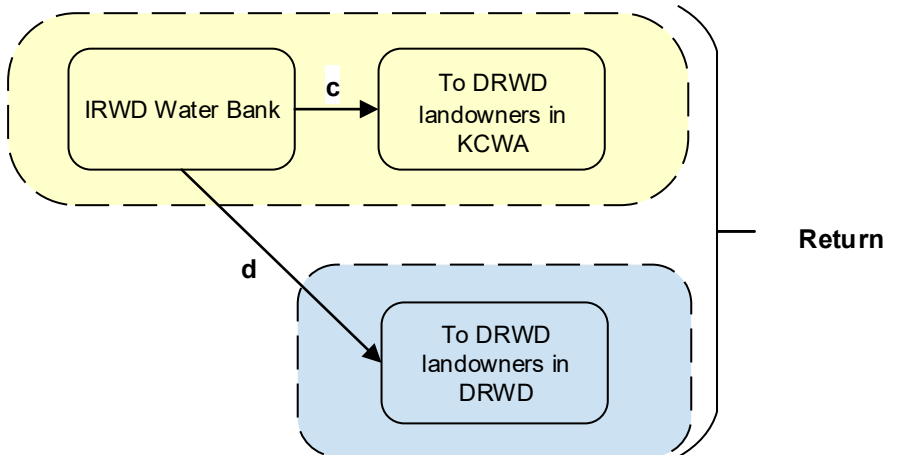 IRWD Water Bank
c
To DRWD
landowners in
KCWA
Return
d
To DRWD
landowners in
DRWD